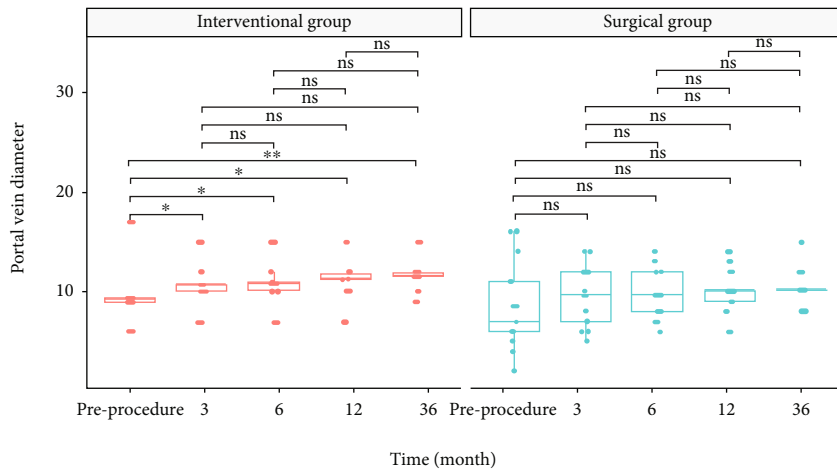 Interventional group
Surgical group
ns
ns
ns
ns
ns
ns
ns
ns
ns
ns
ns
ns
**
ns
*
ns
*
ns
*
ns
30
20
10
Portal vein diameter
Pre-procedure 3 6 12 36
Pre-procedure 3 6 12 36
Time (month)